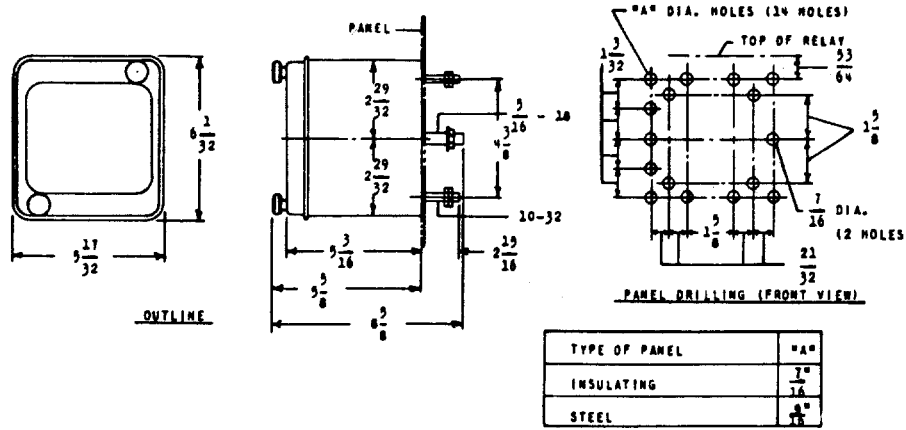 6 1/32
5 17/32
OUTLINE
PANEL
2 29/32
2 29/32
5/16 - 18
4 3/8
10-32
2 15/16
5 3/16
5 5/8
8 5/8
"A" DIA. HOLES (14 HOLES)
TOP OF RELAY
1 3/32
53/64
1 5/8
7/16 DIA.
(2 HOLES
1 5/8
21/32
PANEL DRILLING (FRONT VIEW)
TYPE OF PANEL "A"
INSULATING 7/16"
STEEL